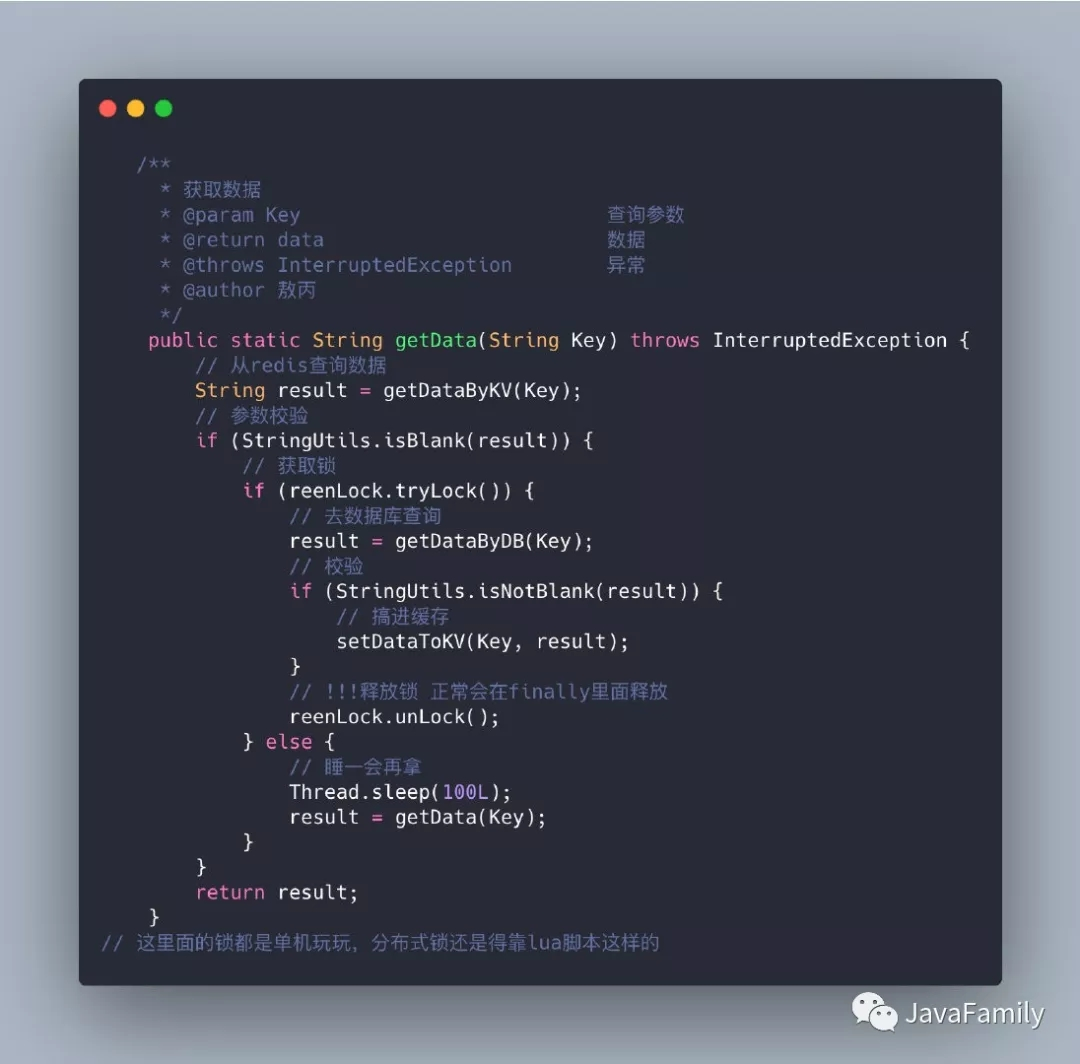 /**
* 获取数据
* @param Key 查询参数
* @return data 数据
* @throws InterruptedException 异常
* @author 敖丙
*/
public static String getData(String Key) throws InterruptedException {
// 从redis查询数据
String result = getDataByKV(Key);
// 参数校验
if (StringUtils.isBlank(result)) {
// 获取锁
if (reenLock.tryLock()) {
// 去数据库查询
result = getDataByDB(Key);
// 校验
if (StringUtils.isNotBlank(result)) {
// 搞进缓存
setDataToKV(Key, result);
}
// !!!释放锁 正常会在finally里面释放
reenLock.unLock();
} else {
// 睡一会再拿
Thread.sleep(100L);
result = getData(Key);
}
}
return result;
}
// 这里面的锁都是单机玩玩，分布式锁还是得靠lua脚本这样的
JavaFamily